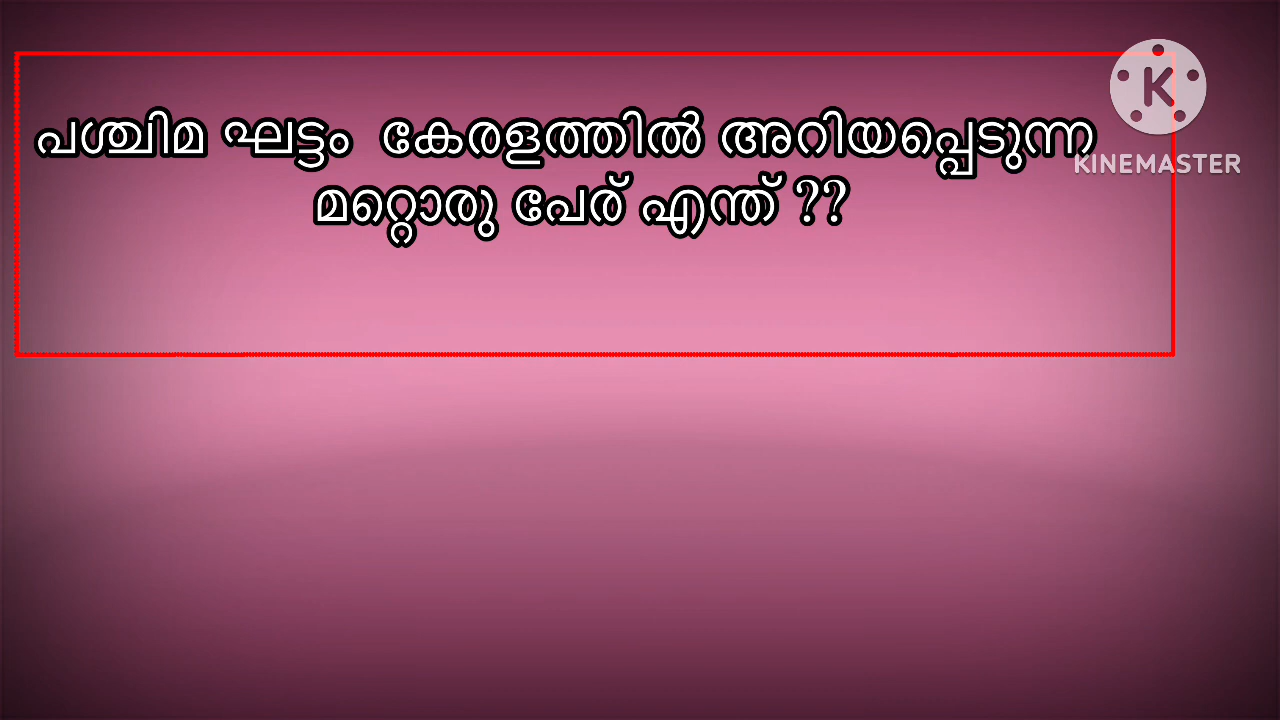 പശ്ചിമ ഘട്ടം കേരളത്തിൽ അറിയപ്പെടുന്ന
മറ്റൊരു പേര് എന്ത് ??
K
KINEMASTER